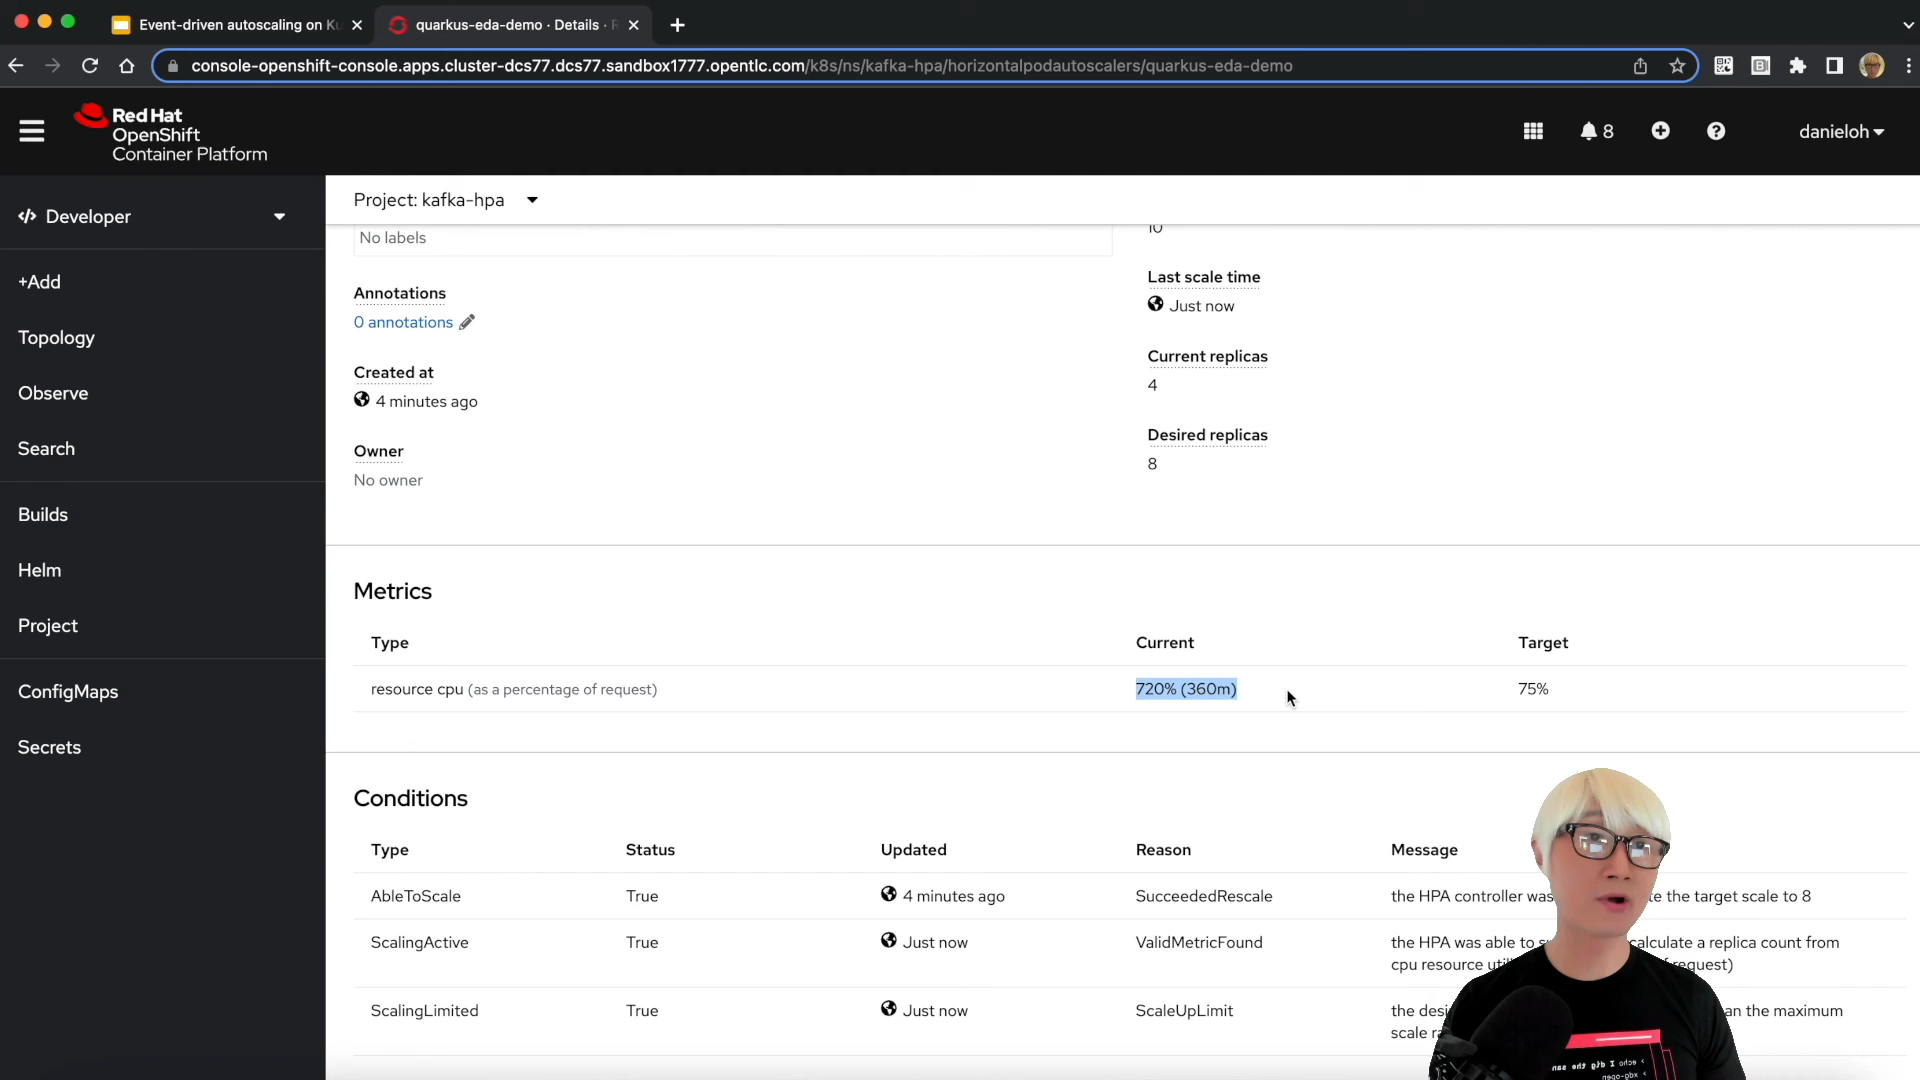 Event-driven autoscaling on Ku
quarkus-eda-demo · Details · R
console-openshift-console.apps.cluster-dcs77.dcs77.sandbox1777.opentlc.com/k8s/ns/kafka-hpa/horizontalpodautoscalers/quarkus-eda-demo
Red Hat
OpenShift
Container Platform
8
danieloh
Developer
+Add
Topology
Observe
Search
Builds
Helm
Project
ConfigMaps
Secrets
Project: kafka-hpa
No labels
Annotations
0 annotations
Created at
4 minutes ago
Owner
No owner
10
Last scale time
Just now
Current replicas
4
Desired replicas
8
Metrics
Type Current Target
resource cpu (as a percentage of request) 720% (360m) 75%
Conditions
Type Status Updated Reason Message
AbleToScale True 4 minutes ago SucceededRescale the HPA controller was the target scale to 8
ScalingActive True Just now ValidMetricFound the HPA was able to calculate a replica count from
cpu resource request)
ScalingLimited True Just now ScaleUpLimit the the maximum
scale